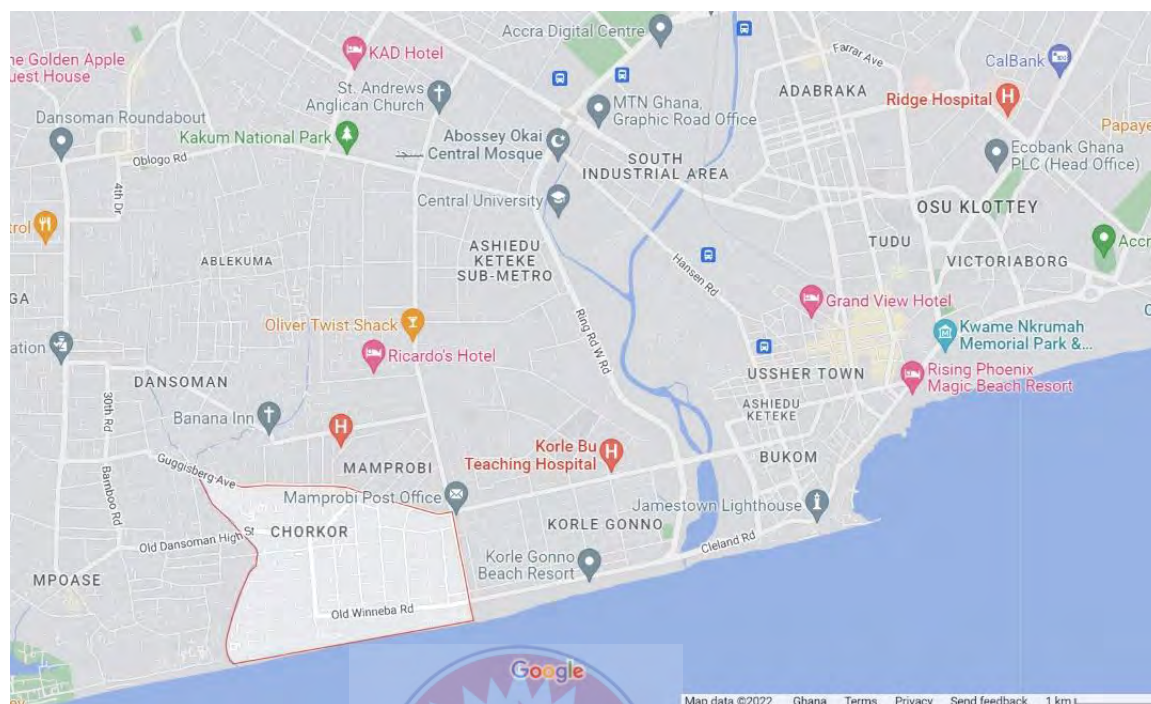 Accra Digital Centre
Farrar Ave
KAD Hotel
CalBank
ne Golden Apple
uest House
St. Andrews
Anglican Church
ADABRAKA
Ridge Hospital
MTN Ghana,
Graphic Road Office
Dansoman Roundabout
Papaye
Kakum National Park
Abossey Okai
Central Mosque
Ecobank Ghana
PLC (Head Office)
Oblogo Rd
SOUTH
INDUSTRIAL AREA
4th Dr
Central University
OSU KLOTTEY
trol
ASHIEDU
KETEKE
SUB-METRO
TUDU
Accr
ABLEKUMA
Hansen Rd
VICTORIABORG
GA
Grand View Hotel
Oliver Twist Shack
Ring Rd W Rd
Kwame Nkrumah
Memorial Park &...
ation
Ricardo's Hotel
DANSOMAN
USSHER TOWN
Rising Phoenix
Magic Beach Resort
30th Rd
ASHIEDU
KETEKE
Banana Inn
H
H
H
Korle Bu
Teaching Hospital
BUKOM
Guggisberg Ave
MAMPROBI
Bamboo Rd
Mamprobi Post Office
Jamestown Lighthouse
CHORKOR
KORLE GONNO
Old Dansoman High St
Cleland Rd
Korle Gonno
Beach Resort
MPOASE
Old Winneba Rd
Google
Map data ©2022 Ghana Terms Privacy Send feedback 1 km